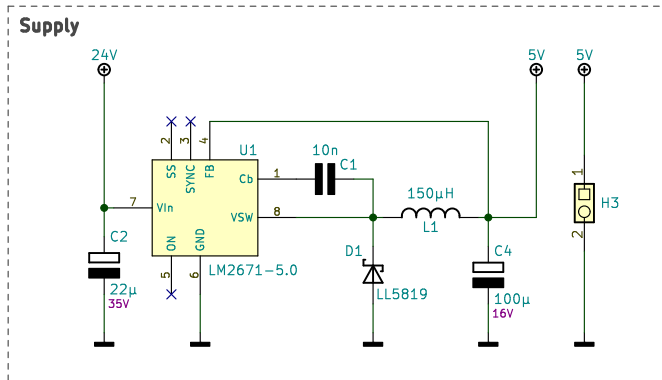 Supply
24V
5V
5V
2
3
4
SS
SYNC
FB
U1
10n
C1
Cb
1
1
150µH
7
VIn
VSW
8
L1
H3
ON
GND
2
C2
D1
C4
5
6
LM2671-5.0
22µ
35V
LL5819
100µ
16V